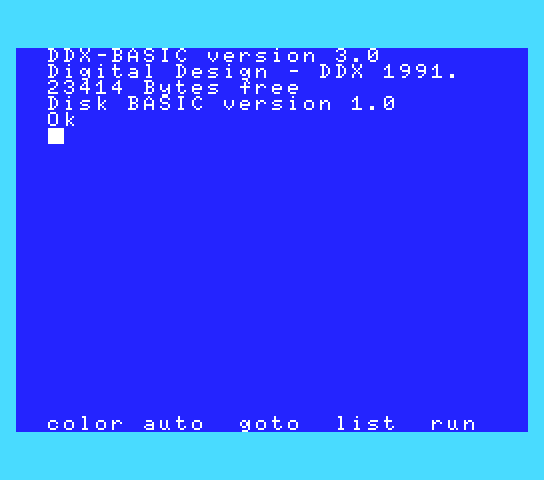 DDX-BASIC version 3.0
Digital Design - DDX 1991.
23414 Bytes free
Disk BASIC version 1.0
Ok
color auto goto list run